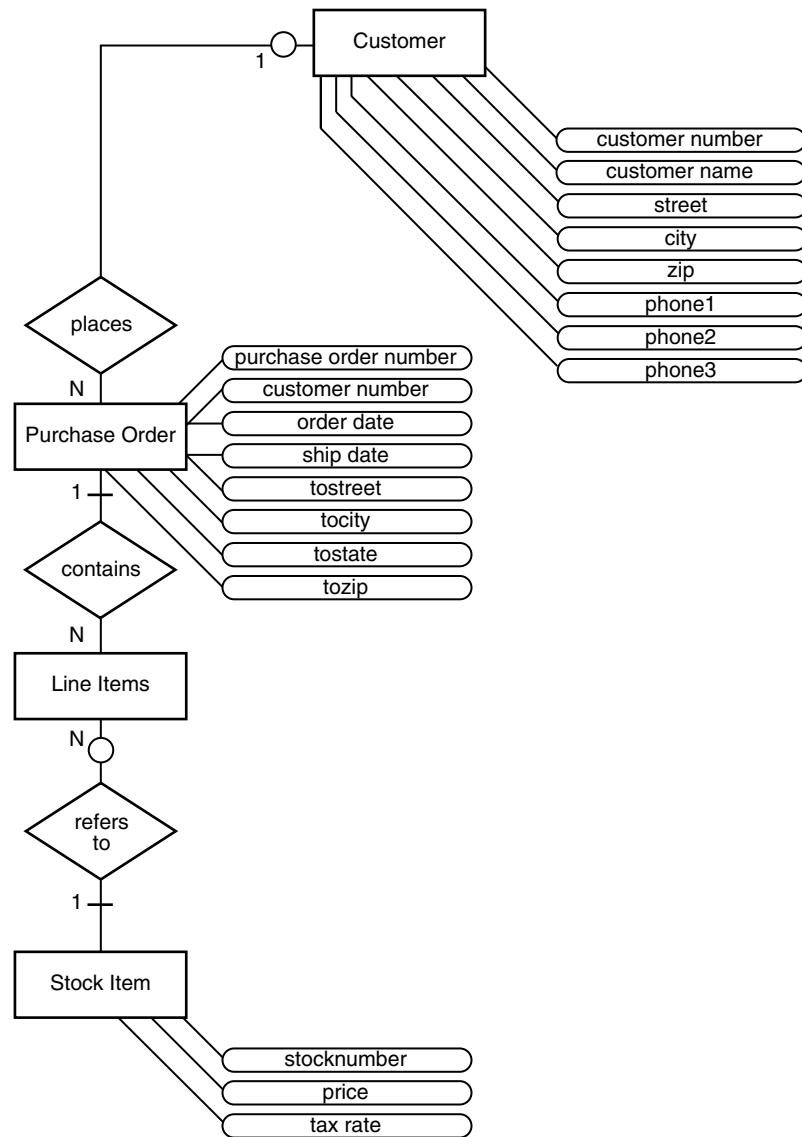 Customer
1
customer number
customer name
street
city
zip
phone1
phone2
phone3
places
N
purchase order number
customer number
order date
ship date
tostreet
tocity
tostate
tozip
Purchase Order
1
contains
N
Line Items
N
refers
to
1
Stock Item
stocknumber
price
tax rate